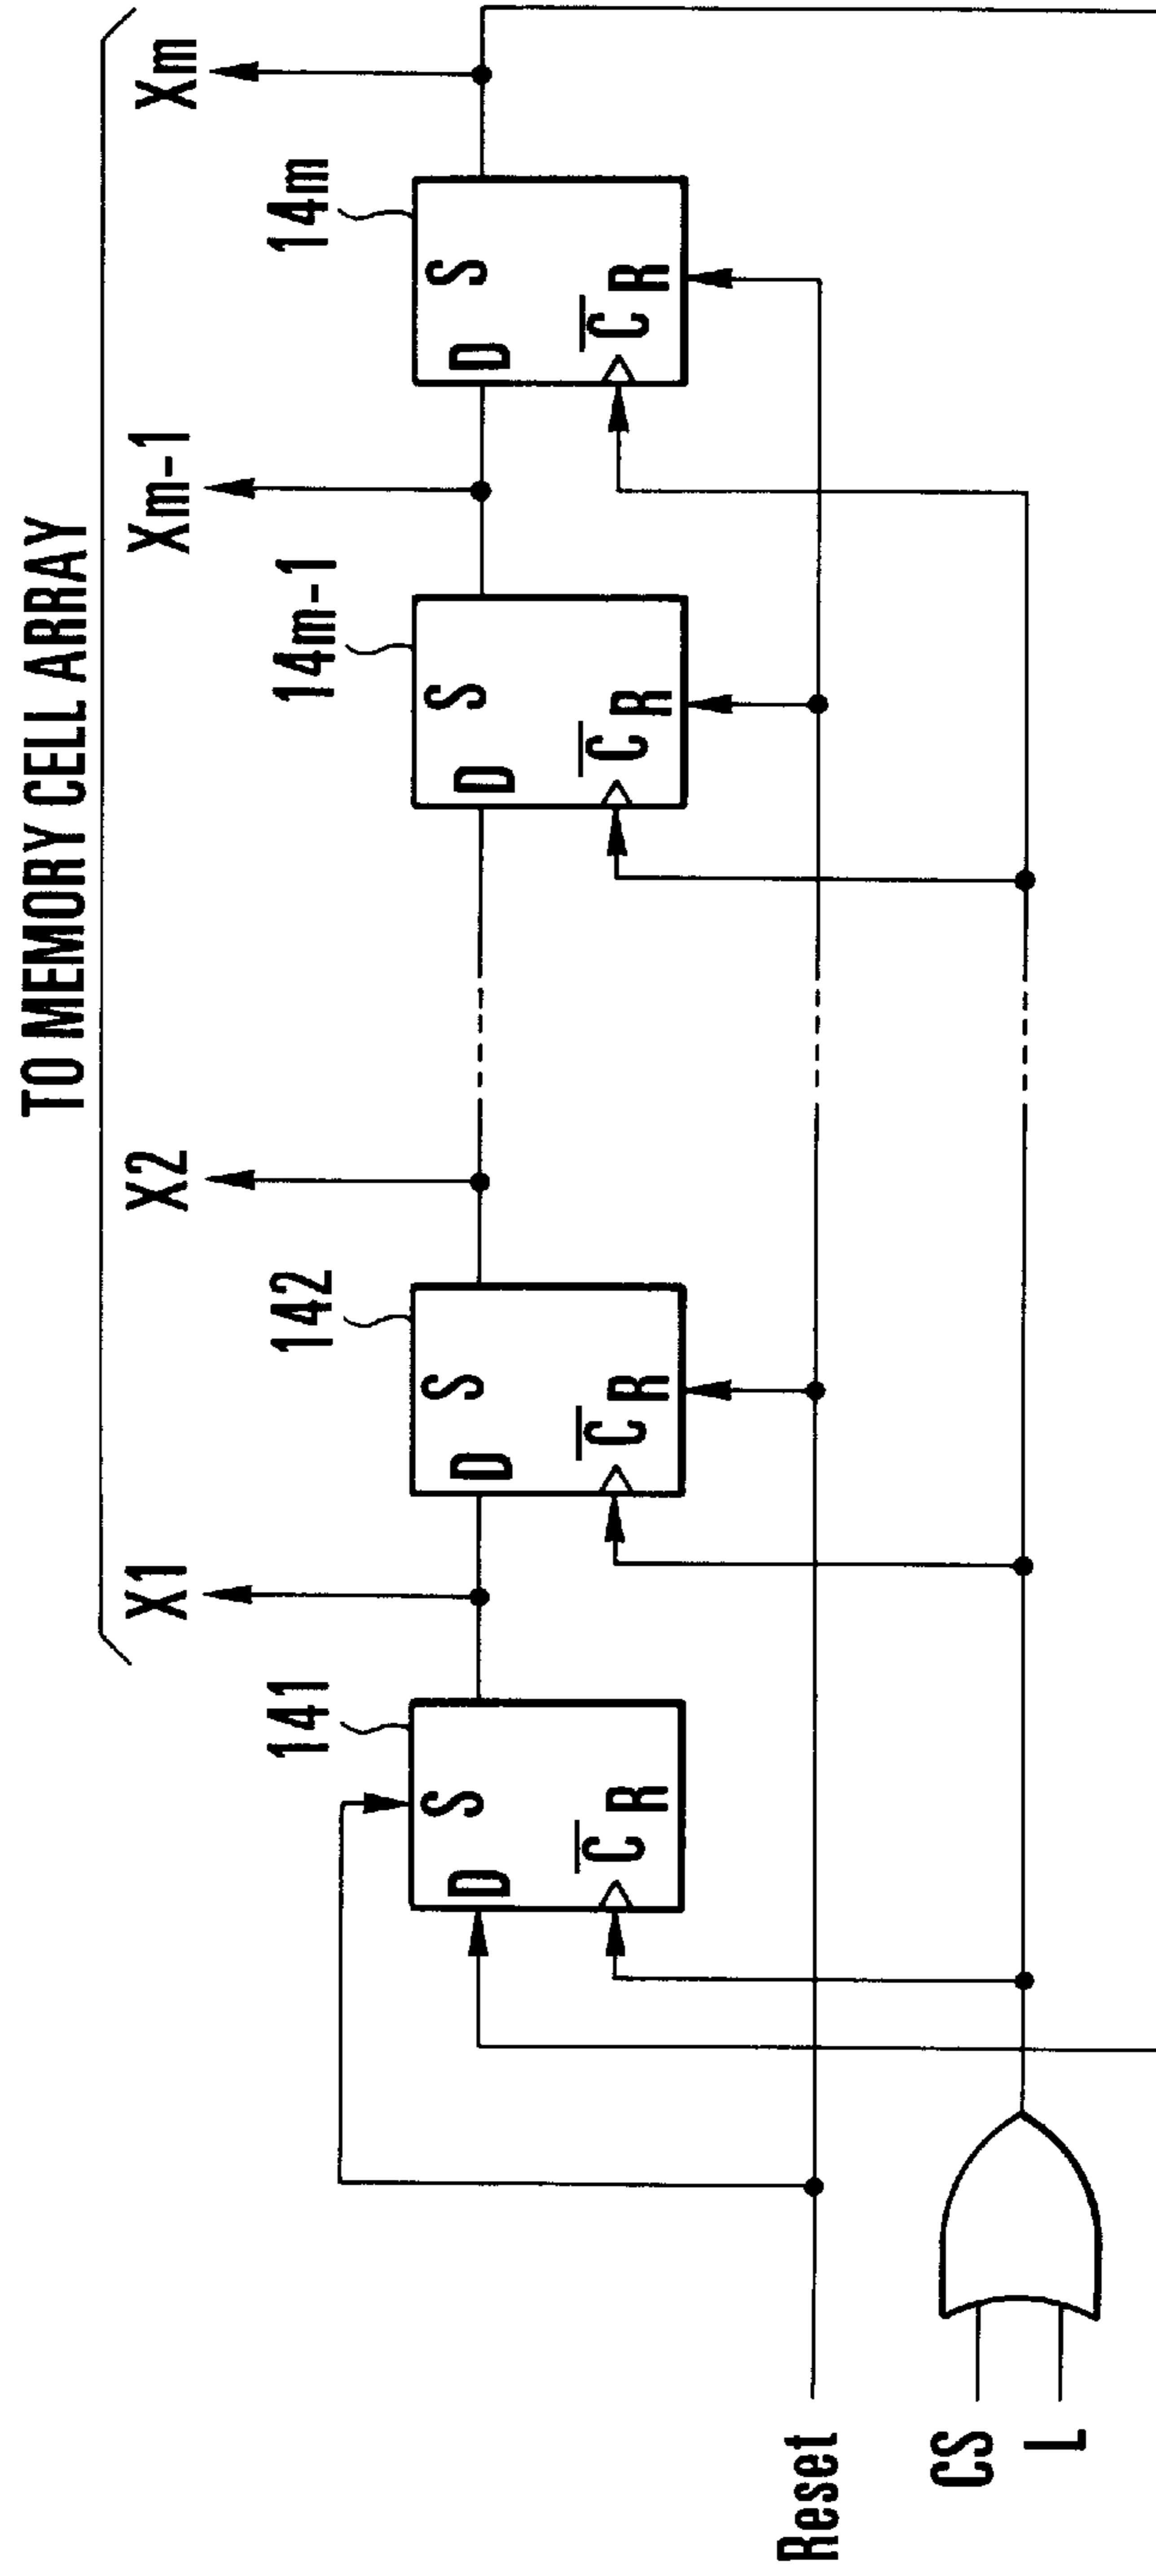 TO MEMORY CELL ARRAY
X1
X2
Xm-1
Xm
141
142
14m-1
14m
S
D
C̅
R
S
D
C̅
R
S
D
C̅
R
S
D
C̅
R
Reset
CS
L